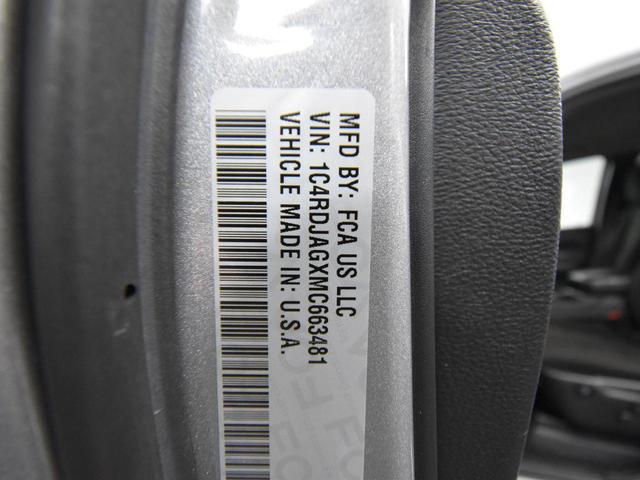 MFD BY: FCA US LLC
VIN: 1C4RDJAGXMC663481
VEHICLE MADE IN: U.S.A.